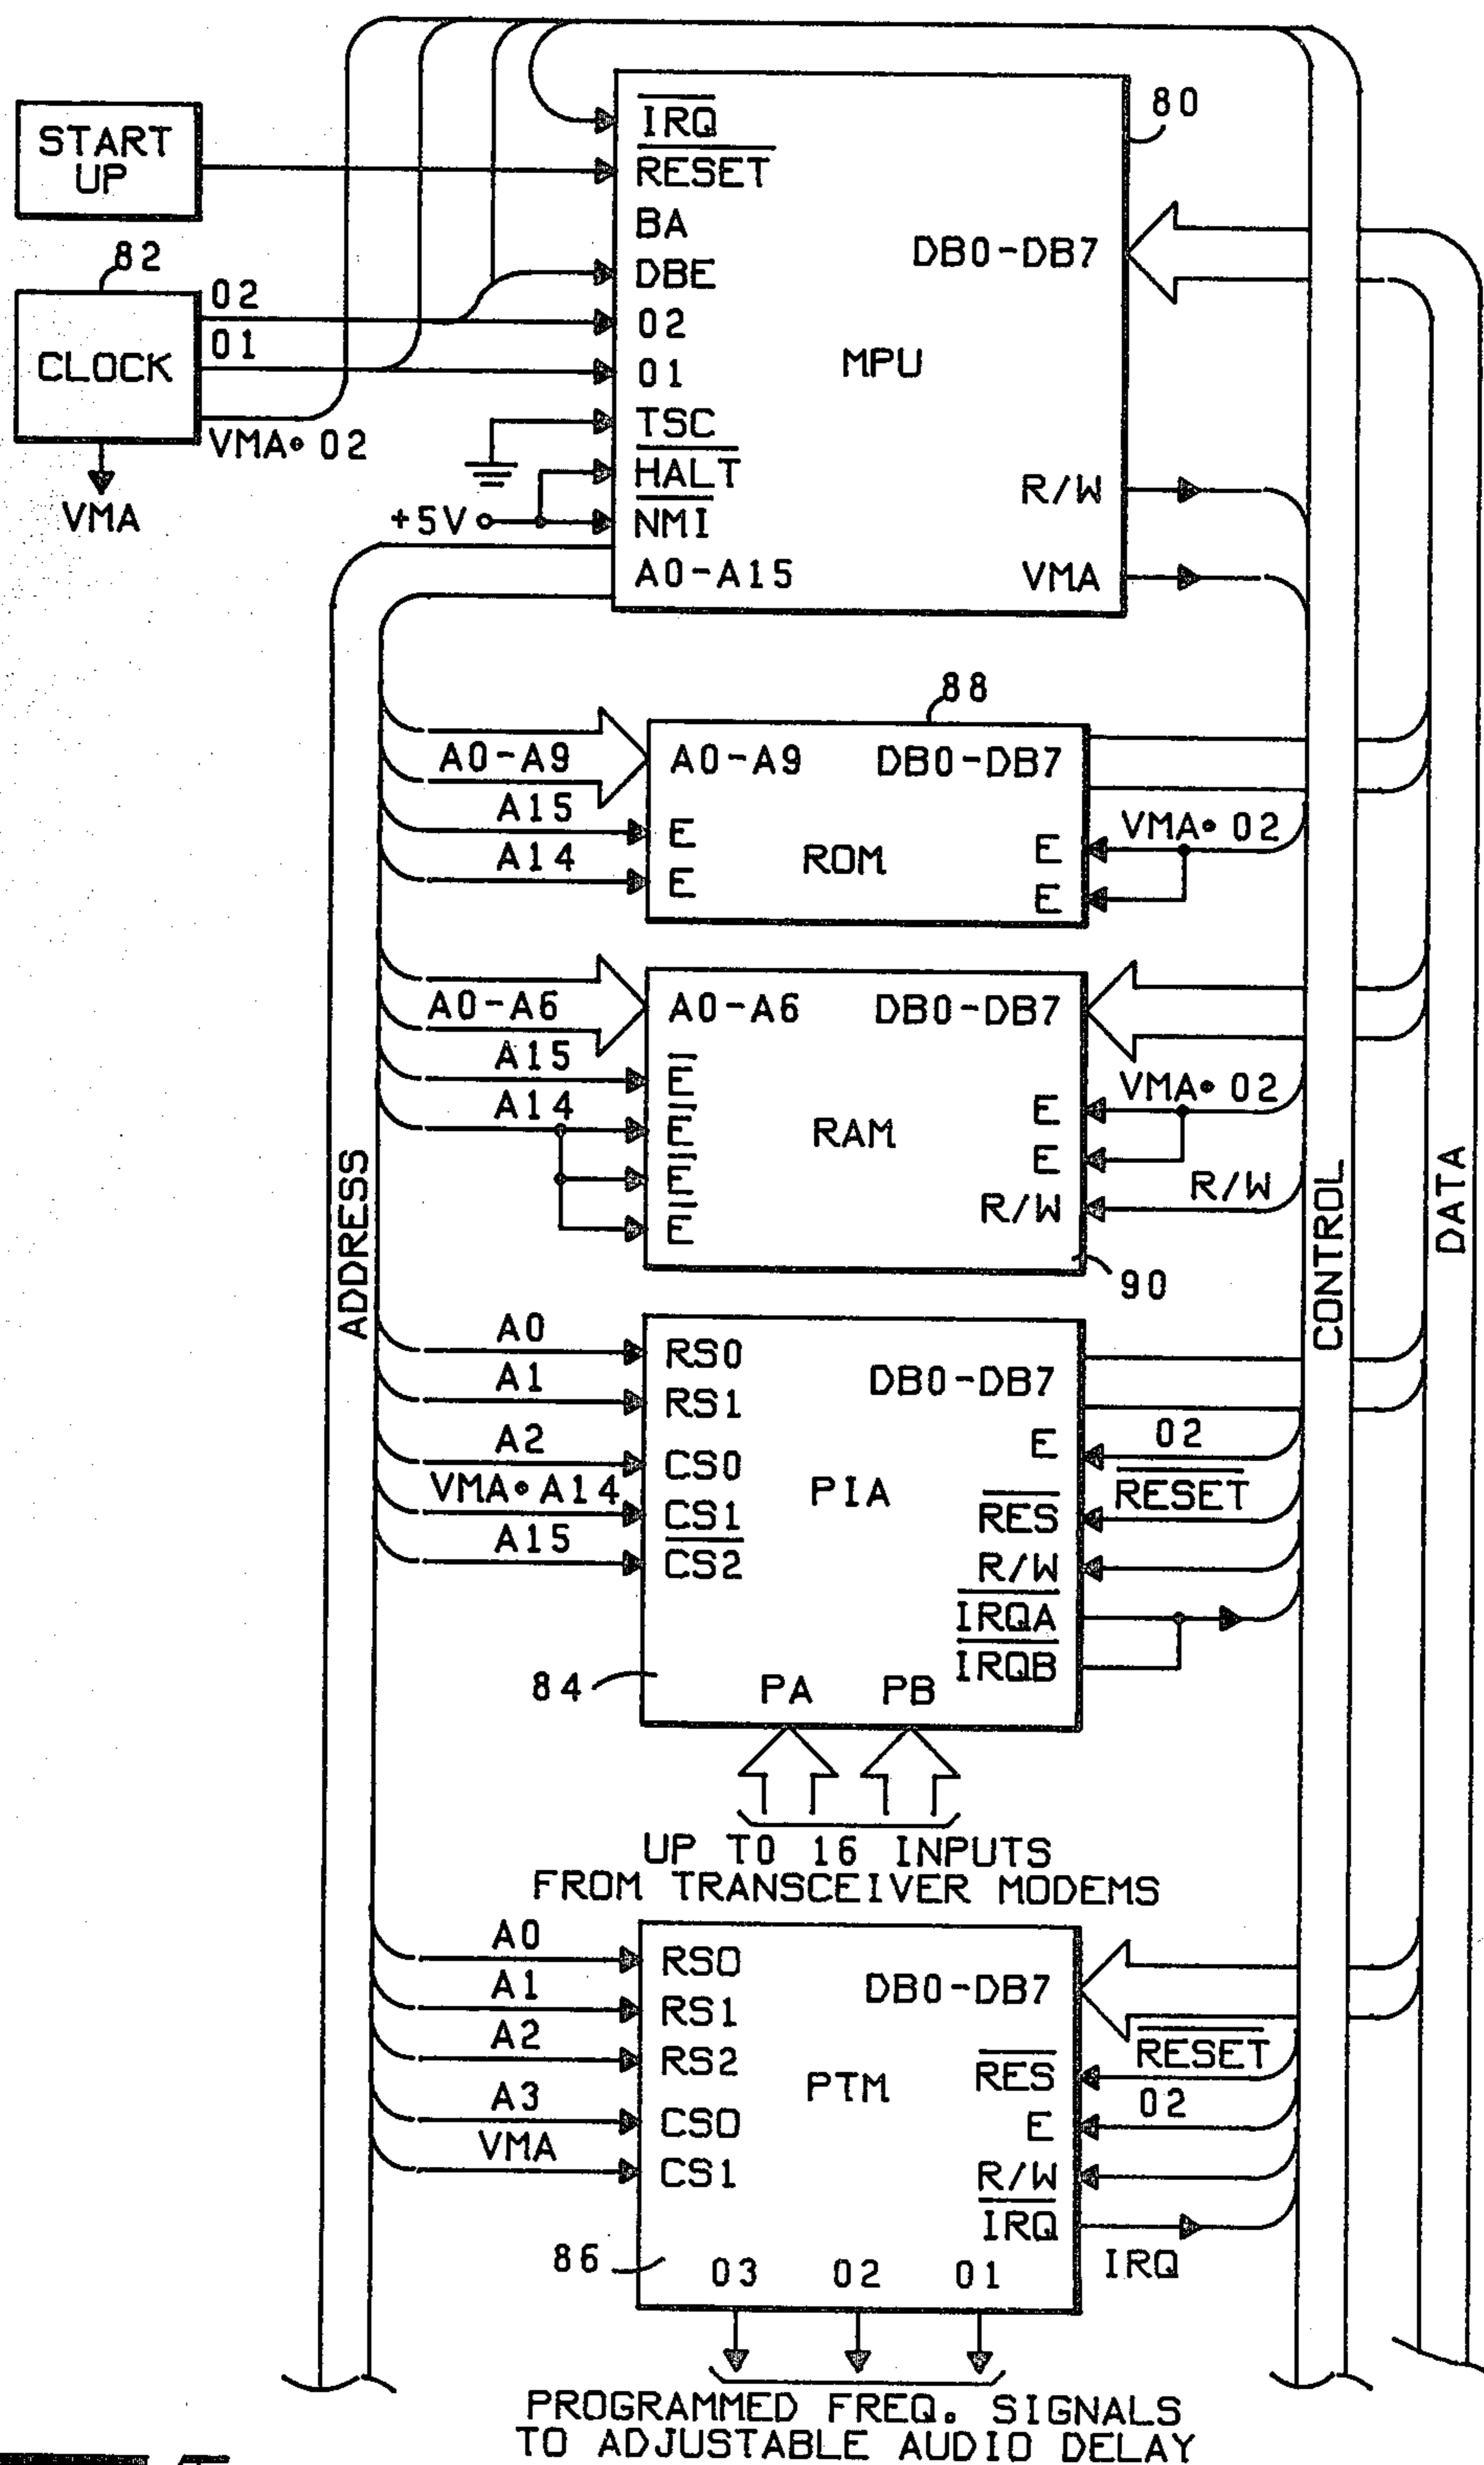 START
UP
82
CLOCK
02
01
VMA• 02
VMA
80
IRQ
RESET
BA
DBE
02
01
TSC
HALT
NMI
A0-A15
+5V
DB0-DB7
MPU
R/W
VMA
88
A0-A9
A15
A14
A0-A9
DB0-DB7
E
E
ROM
E
E
VMA• 02
A0-A6
A15
A14
A0-A6
DB0-DB7
E
E
E
E
RAM
E
E
R/W
VMA• 02
R/W
90
ADDRESS
CONTROL
DATA
A0
A1
A2
VMA•A14
A15
RS0
RS1
CS0
CS1
CS2
DB0-DB7
PIA
E
RES
R/W
IRQA
IRQB
02
RESET
84
PA
PB
UP TO 16 INPUTS
FROM TRANSCEIVER MODEMS
A0
A1
A2
A3
VMA
RS0
RS1
RS2
CS0
CS1
DB0-DB7
PTM
RES
E
R/W
IRQ
RESET
02
IRQ
86
03
02
01
PROGRAMMED FREQ. SIGNALS
TO ADJUSTABLE AUDIO DELAY